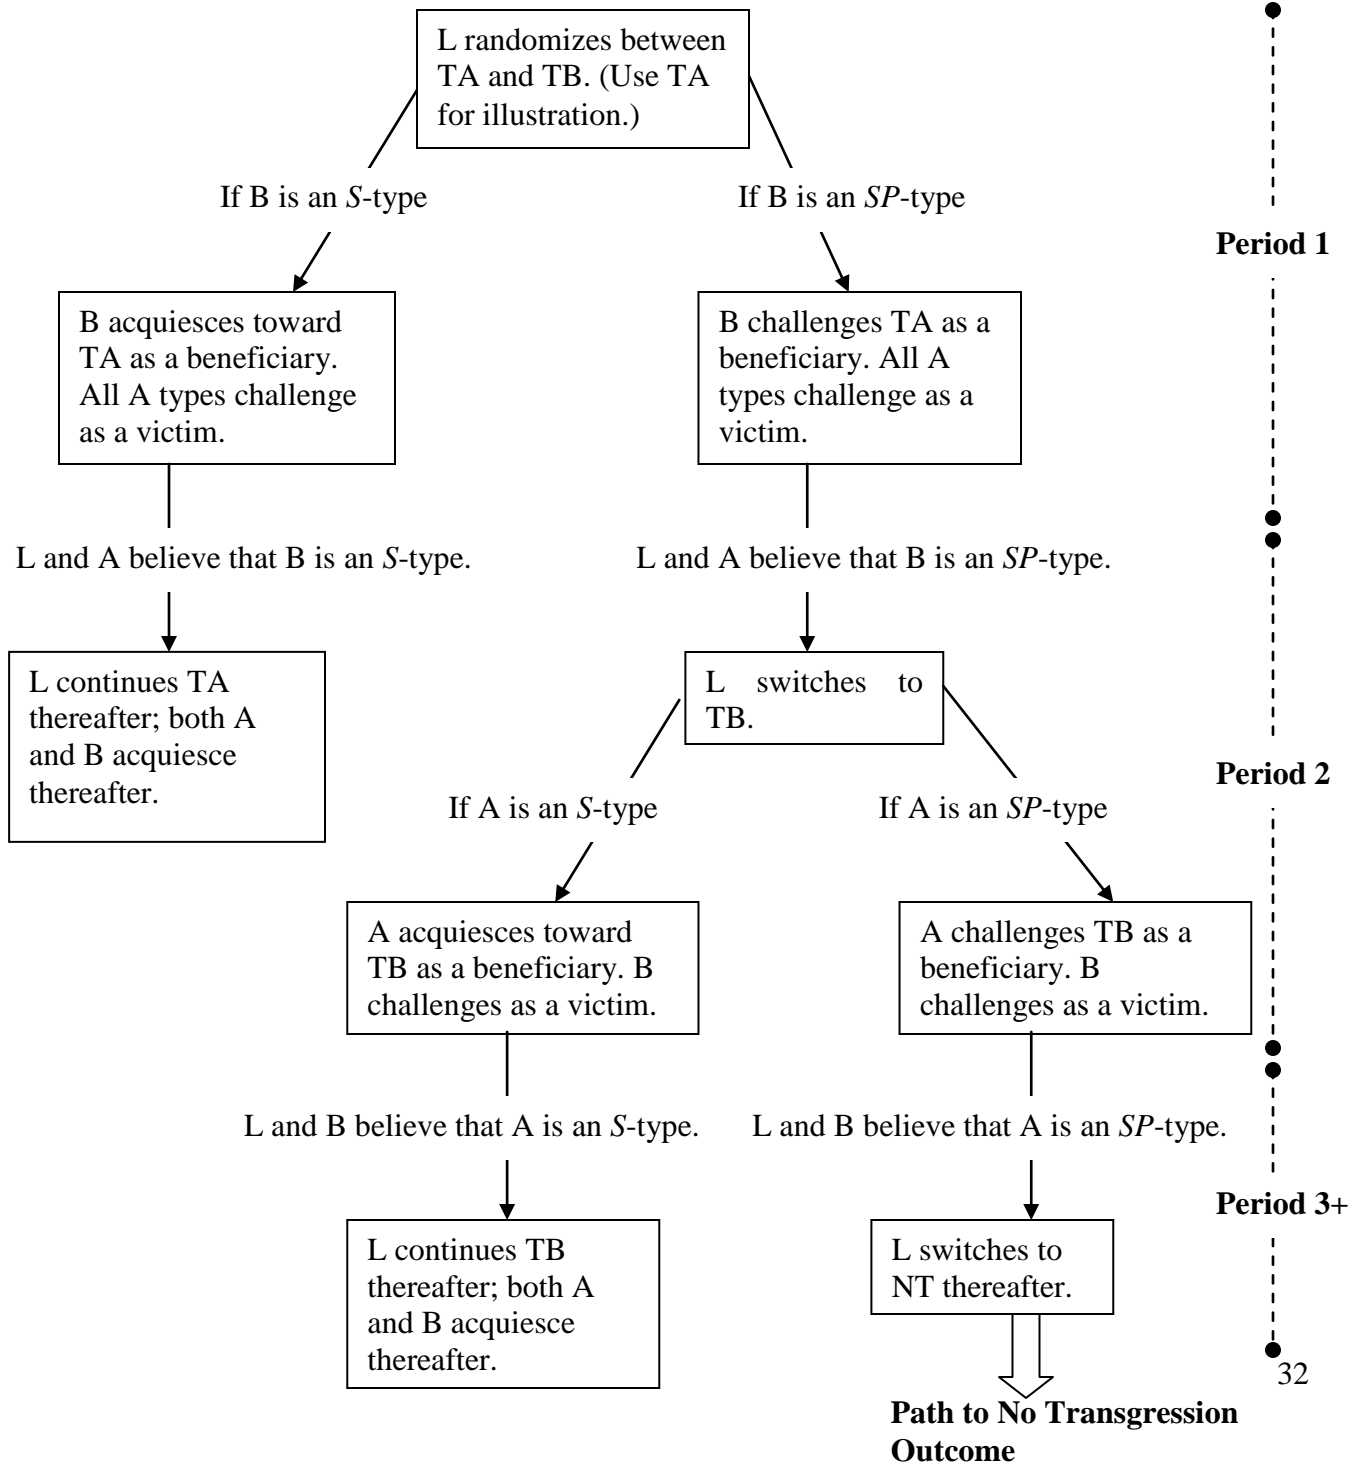 L randomizes between
TA and TB. (Use TA
for illustration.)
If B is an S-type
If B is an SP-type
Period 1
B acquiesces toward
TA as a beneficiary.
All A types challenge
as a victim.
B challenges TA as a
beneficiary. All A
types challenge as a
victim.
L and A believe that B is an S-type.
L and A believe that B is an SP-type.
L continues TA
thereafter; both A
and B acquiesce
thereafter.
L switches to
TB.
Period 2
If A is an S-type
If A is an SP-type
A acquiesces toward
TB as a beneficiary. B
challenges as a victim.
A challenges TB as a
beneficiary. B
challenges as a victim.
L and B believe that A is an S-type.
L and B believe that A is an SP-type.
Period 3+
L continues TB
thereafter; both A
and B acquiesce
thereafter.
L switches to
NT thereafter.
32
Path to No Transgression
Outcome